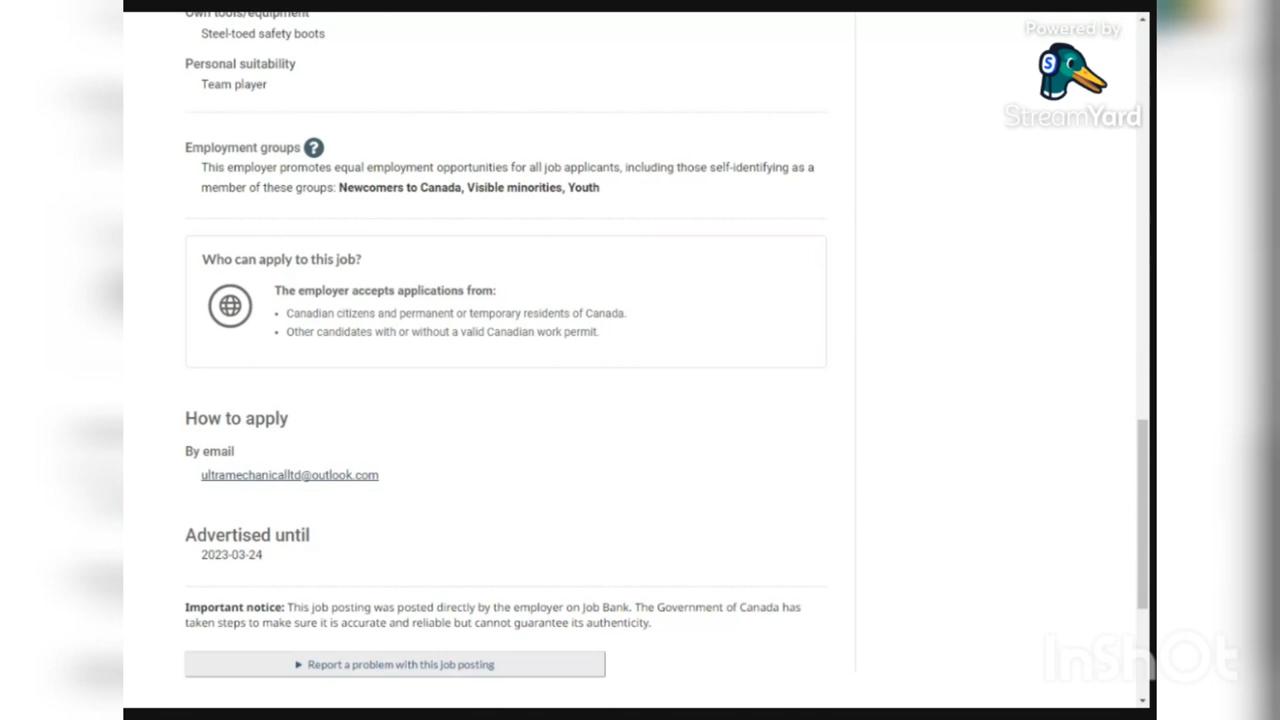 Own tools/equipment
Steel-toed safety boots
Personal suitability
Team player
Employment groups ?
This employer promotes equal employment opportunities for all job applicants, including those self-identifying as a
member of these groups: Newcomers to Canada, Visible minorities, Youth
Who can apply to this job?
The employer accepts applications from:
• Canadian citizens and permanent or temporary residents of Canada.
• Other candidates with or without a valid Canadian work permit.
How to apply
By email
ultramechanicalltd@outlook.com
Advertised until
2023-03-24
Important notice: This job posting was posted directly by the employer on Job Bank. The Government of Canada has
taken steps to make sure it is accurate and reliable but cannot guarantee its authenticity.
Report a problem with this job posting
Powered by
S
StreamYard
InShOt